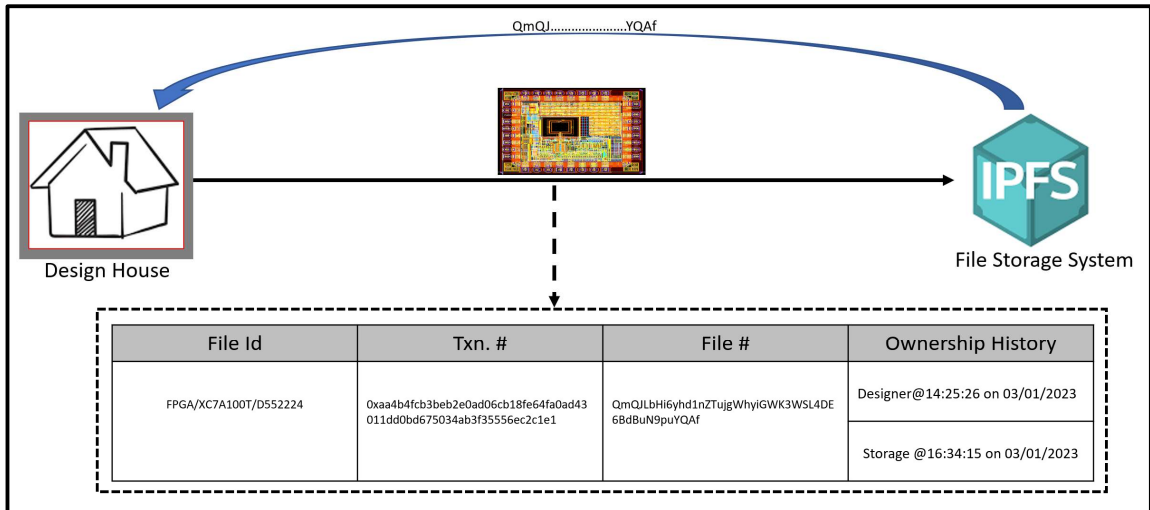 QmQJ......................YQAf
IPFS
Design House
File Storage System
File Id
Txn. #
File #
Ownership History
FPGA/XC7A100T/D552224
0xaa4b4fcb3beb2e0ad06cb18fe64fa0ad43
011dd0bd675034ab3f35556ec2c1e1
QmQJLbHi6yhd1nZTujgWhyiGWK3WSL4DE
6BdBuN9puYQAf
Designer@14:25:26 on 03/01/2023
Storage @16:34:15 on 03/01/2023